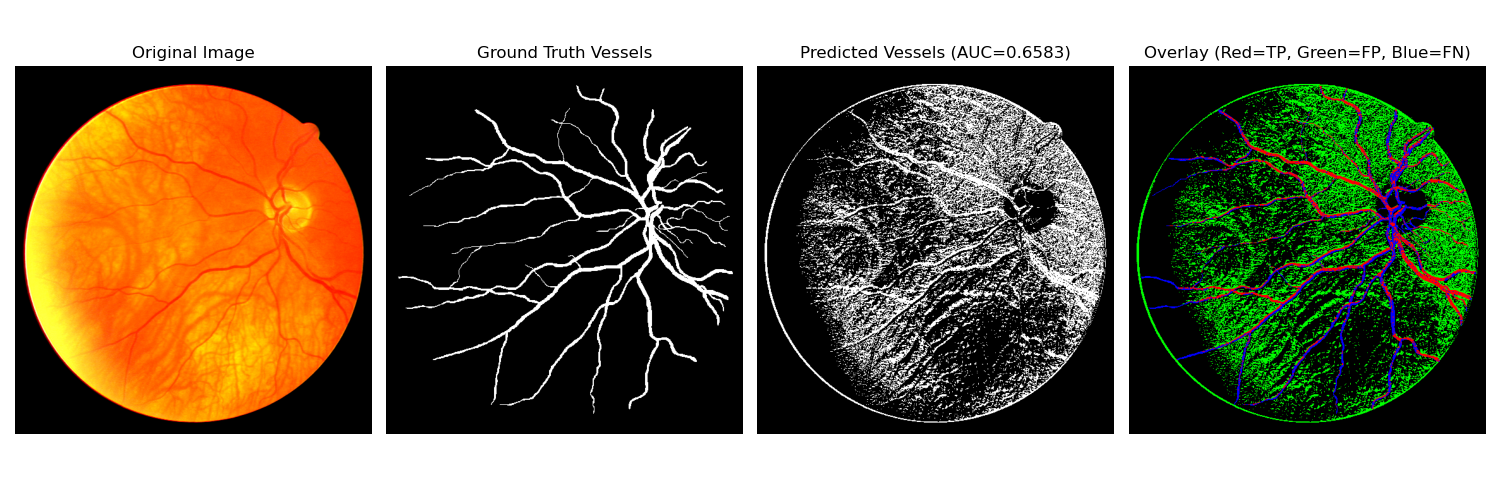 Original Image
Ground Truth Vessels
Predicted Vessels (AUC=0.6583)
Overlay (Red=TP, Green=FP, Blue=FN)